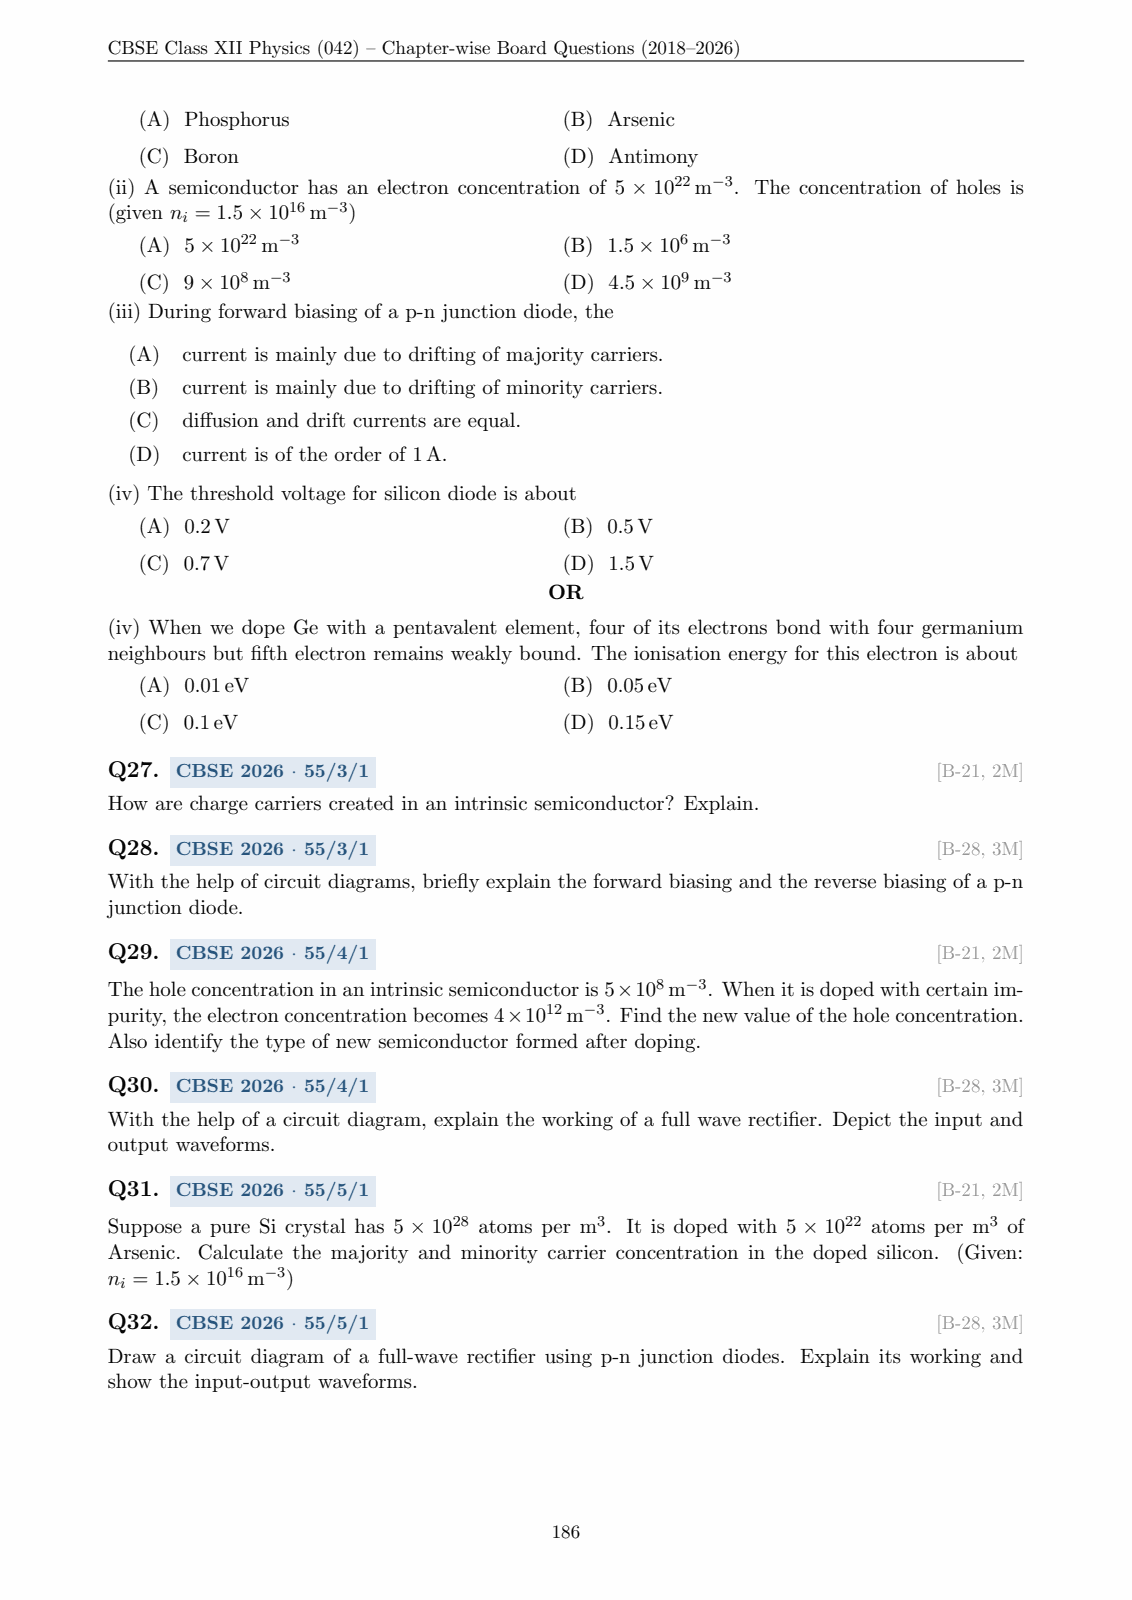 CBSE Class XII Physics (042) – Chapter-wise Board Questions (2018–2026)
(A) Phosphorus (B) Arsenic
(C) Boron (D) Antimony
(ii) A semiconductor has an electron concentration of 5 × 10²² m⁻³. The concentration of holes is
(given nᵢ = 1.5 × 10¹⁶ m⁻³)
(A) 5 × 10²² m⁻³ (B) 1.5 × 10⁶ m⁻³
(C) 9 × 10⁸ m⁻³ (D) 4.5 × 10⁹ m⁻³
(iii) During forward biasing of a p-n junction diode, the
(A) current is mainly due to drifting of majority carriers.
(B) current is mainly due to drifting of minority carriers.
(C) diffusion and drift currents are equal.
(D) current is of the order of 1 A.
(iv) The threshold voltage for silicon diode is about
(A) 0.2 V (B) 0.5 V
(C) 0.7 V (D) 1.5 V
OR
(iv) When we dope Ge with a pentavalent element, four of its electrons bond with four germanium
neighbours but fifth electron remains weakly bound. The ionisation energy for this electron is about
(A) 0.01 eV (B) 0.05 eV
(C) 0.1 eV (D) 0.15 eV
Q27. CBSE 2026 · 55/3/1 [B-21, 2M]
How are charge carriers created in an intrinsic semiconductor? Explain.
Q28. CBSE 2026 · 55/3/1 [B-28, 3M]
With the help of circuit diagrams, briefly explain the forward biasing and the reverse biasing of a p-n
junction diode.
Q29. CBSE 2026 · 55/4/1 [B-21, 2M]
The hole concentration in an intrinsic semiconductor is 5 × 10⁸ m⁻³. When it is doped with certain im-
purity, the electron concentration becomes 4 × 10¹² m⁻³. Find the new value of the hole concentration.
Also identify the type of new semiconductor formed after doping.
Q30. CBSE 2026 · 55/4/1 [B-28, 3M]
With the help of a circuit diagram, explain the working of a full wave rectifier. Depict the input and
output waveforms.
Q31. CBSE 2026 · 55/5/1 [B-21, 2M]
Suppose a pure Si crystal has 5 × 10²⁸ atoms per m³. It is doped with 5 × 10²² atoms per m³ of
Arsenic. Calculate the majority and minority carrier concentration in the doped silicon. (Given:
nᵢ = 1.5 × 10¹⁶ m⁻³)
Q32. CBSE 2026 · 55/5/1 [B-28, 3M]
Draw a circuit diagram of a full-wave rectifier using p-n junction diodes. Explain its working and
show the input-output waveforms.
186